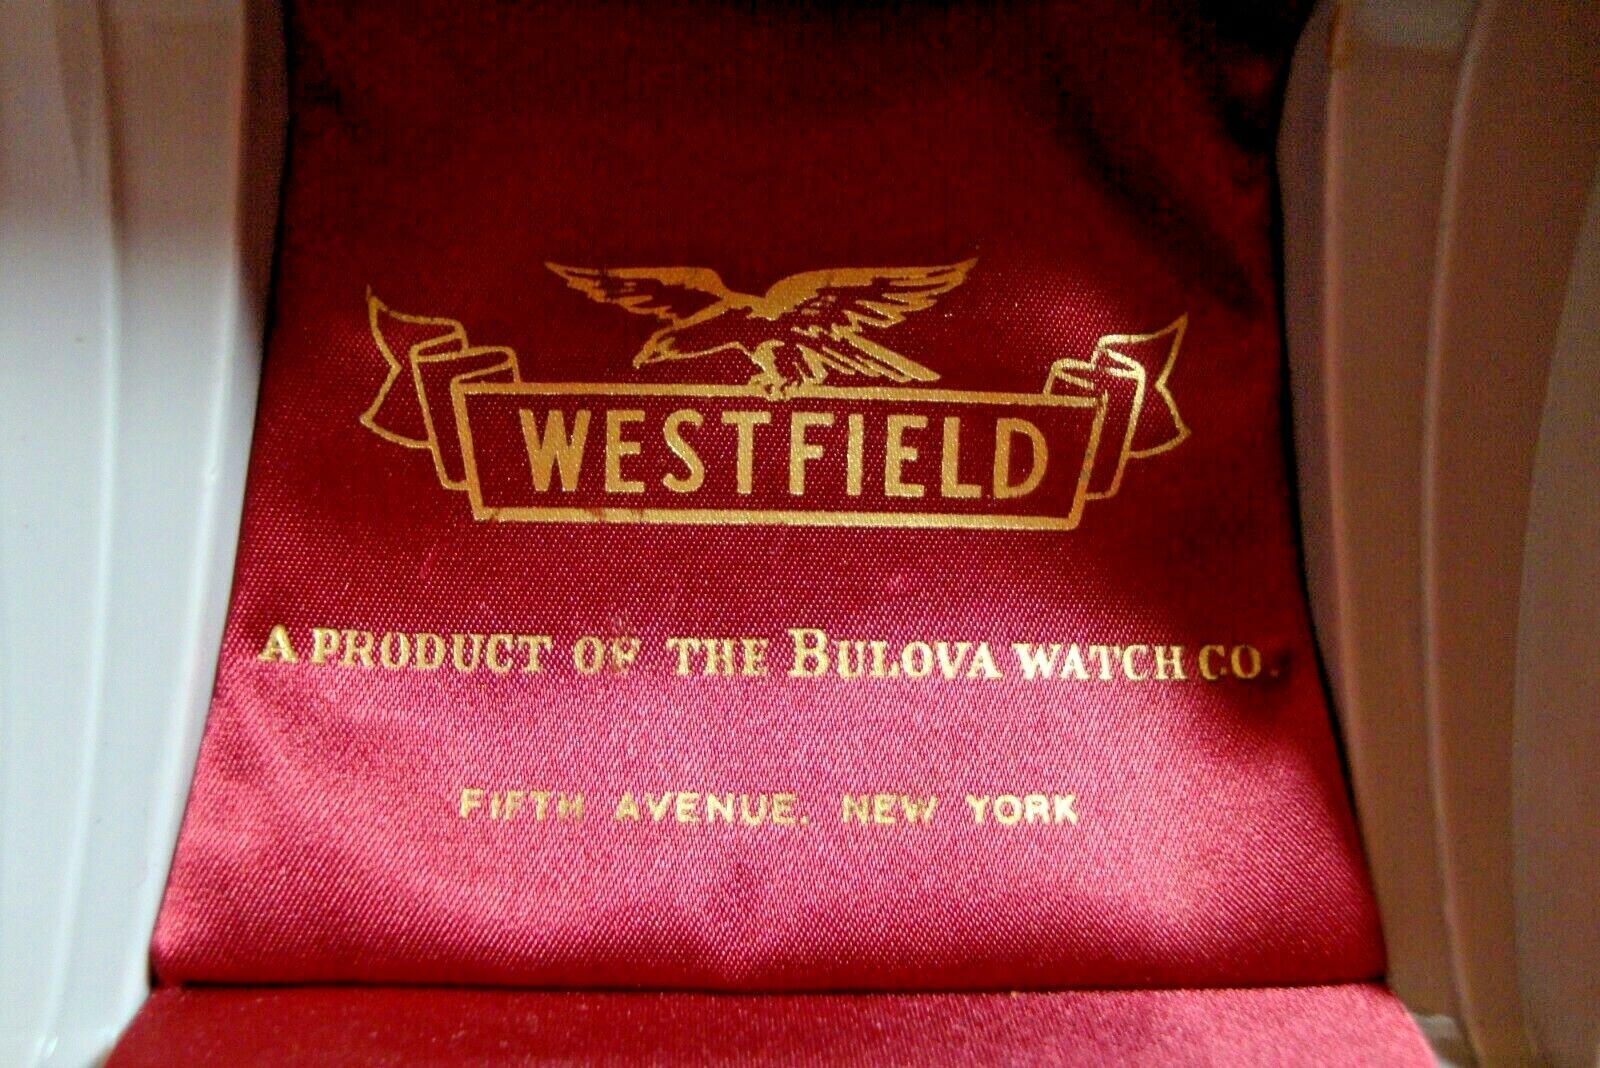 WESTFIELD
A PRODUCT OF THE BULOVA WATCH CO.
FIFTH AVENUE, NEW YORK